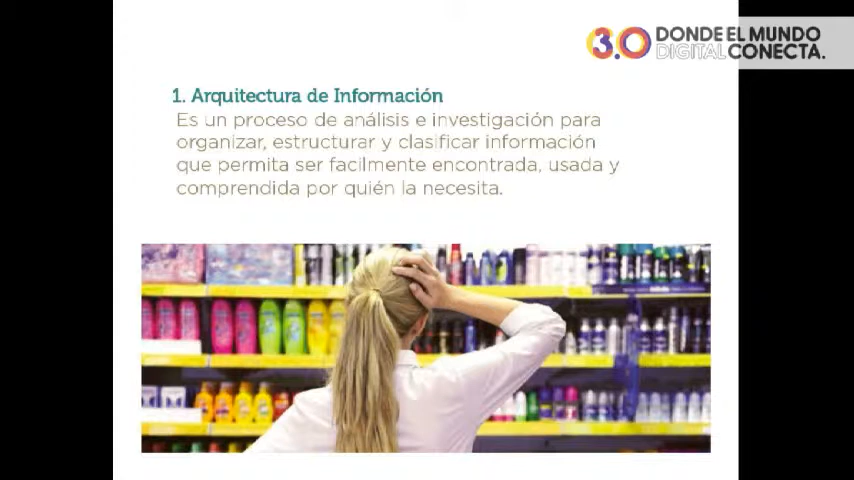 3.0 DONDE EL MUNDO
DIGITAL CONECTA.
1. Arquitectura de Información
Es un proceso de análisis e investigación para
organizar, estructurar y clasificar información
que permita ser facilmente encontrada, usada y
comprendida por quién la necesita.